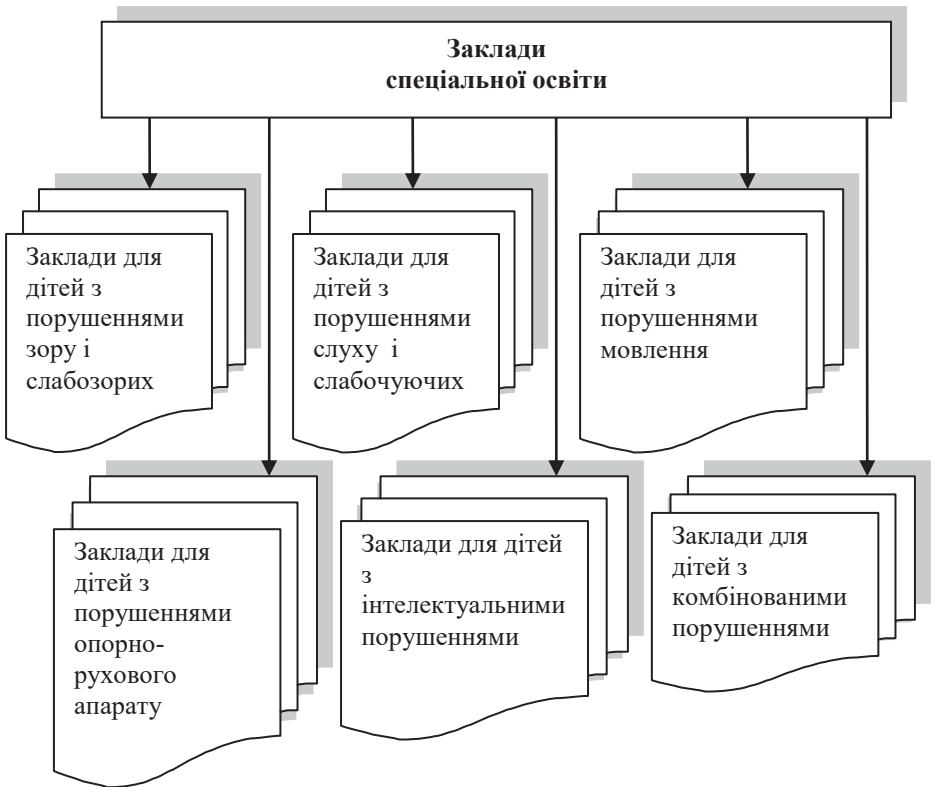 Заклади
спеціальної освіти
Заклади для
дітей з
порушеннями
зору і
слабозорих
Заклади для
дітей з
порушеннями
слуху і
слабочуючих
Заклади для
дітей з
порушеннями
мовлення
Заклади для
дітей з
порушеннями
опорно-
рухового
апарату
Заклади для дітей
з
інтелектуальними
порушеннями
Заклади для
дітей з
комбінованими
порушеннями